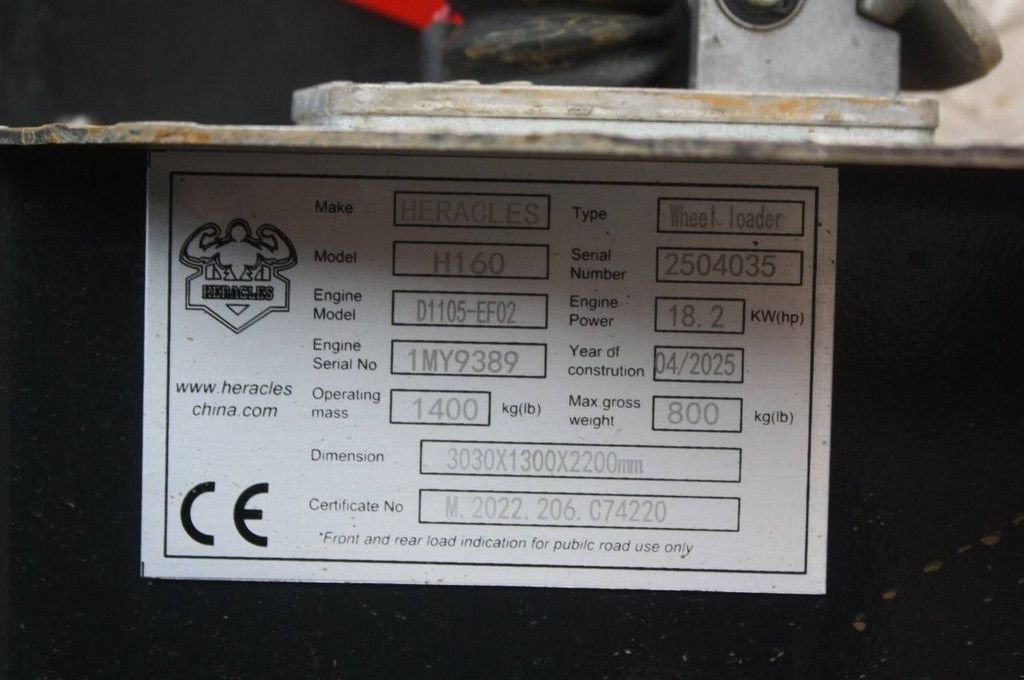 Make HERACLES Type Wheel loader
Model H160 Serial Number 2504035
HERACLES
Engine Model D1105-EF02 Engine Power 18.2 KW(hp)
Engine Serial No 1MY9389 Year of constrution 04/2025
www.heracles
china.com
Operating mass 1400 kg(lb) Max gross weight 800 kg(lb)
Dimension 3030X1300X2200mm
CE
Certificate No M.2022.206.C74220
*Front and rear load indication for pubilc road use only